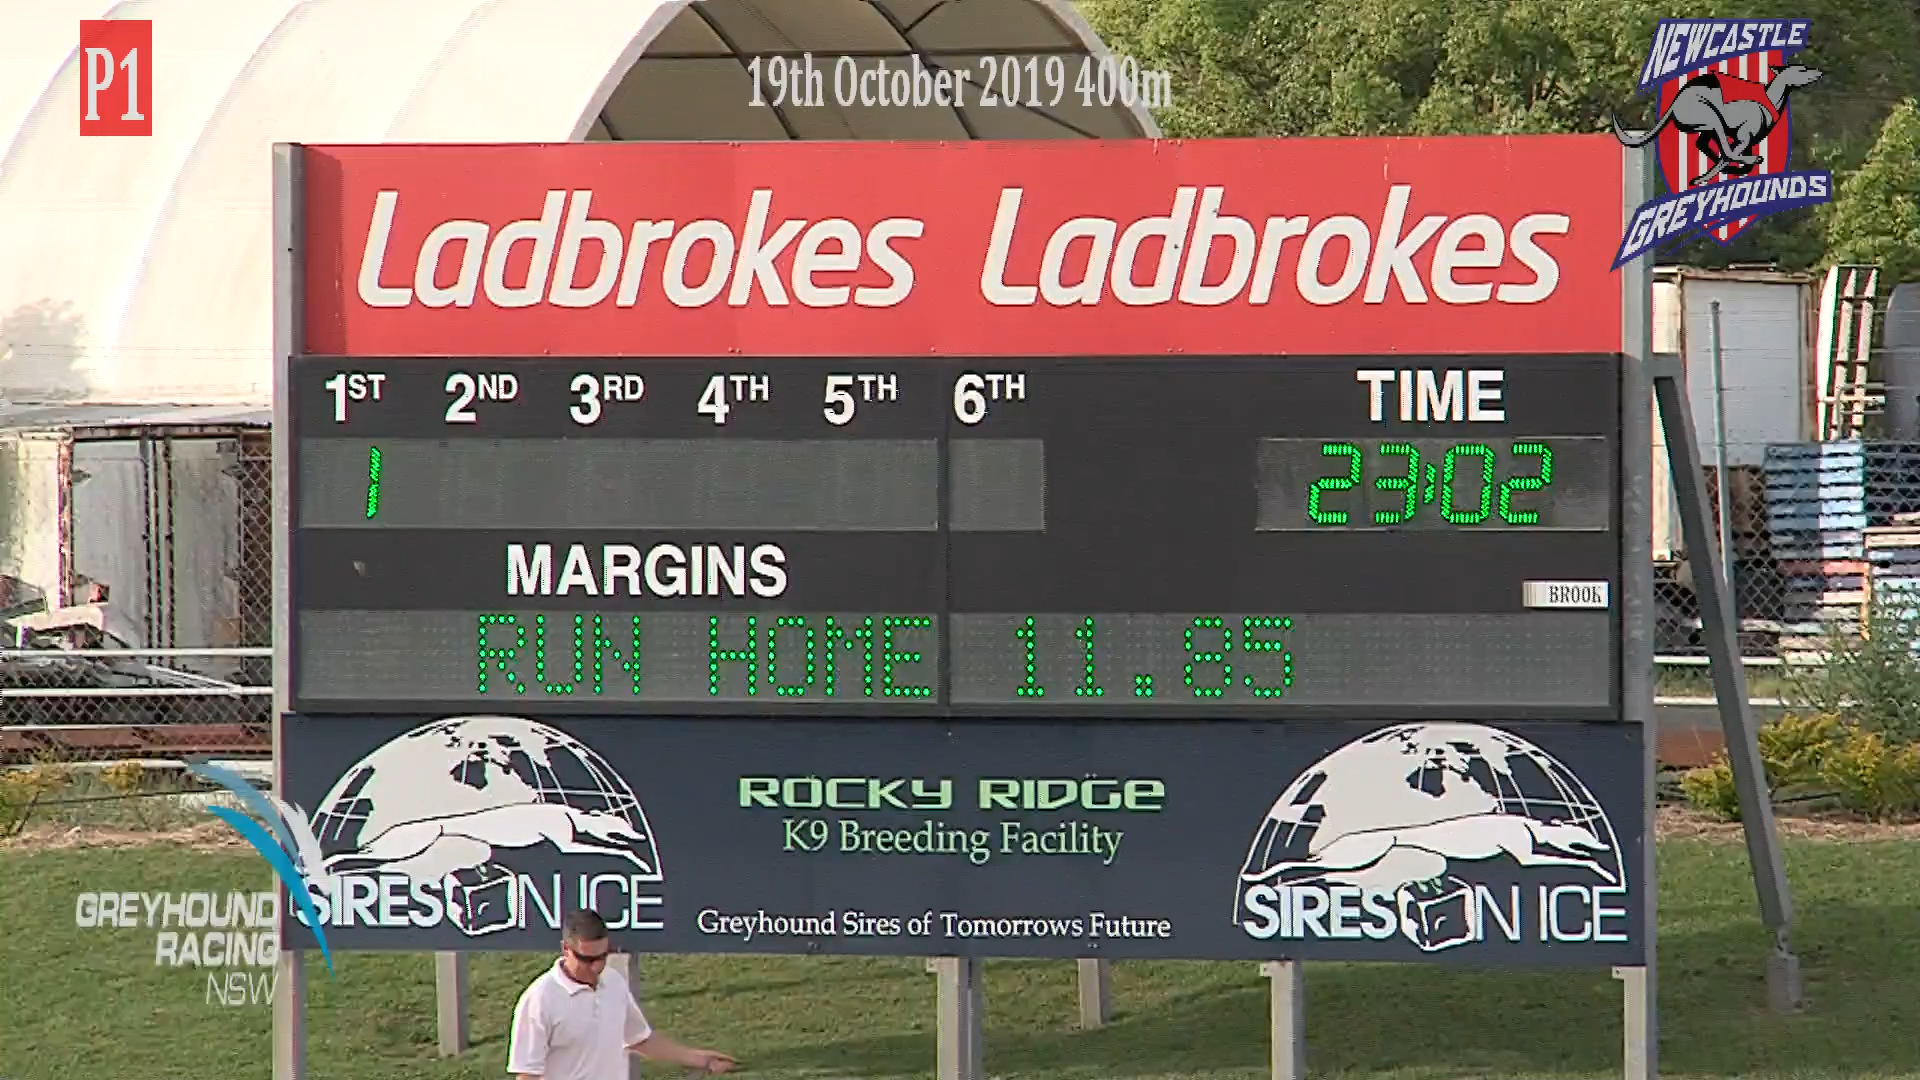 P1
19th October 2019 400m
NEWCASTLE
GREYHOUNDS
Ladbrokes Ladbrokes
1ST 2ND 3RD 4TH 5TH 6TH TIME
1 23:02
MARGINS
BROOK
RUN HOME 11.85
ROCKY RIDGE
K9 Breeding Facility
SIRES ON ICE
Greyhound Sires of Tomorrows Future
SIRES ON ICE
GREYHOUND
RACING
NSW